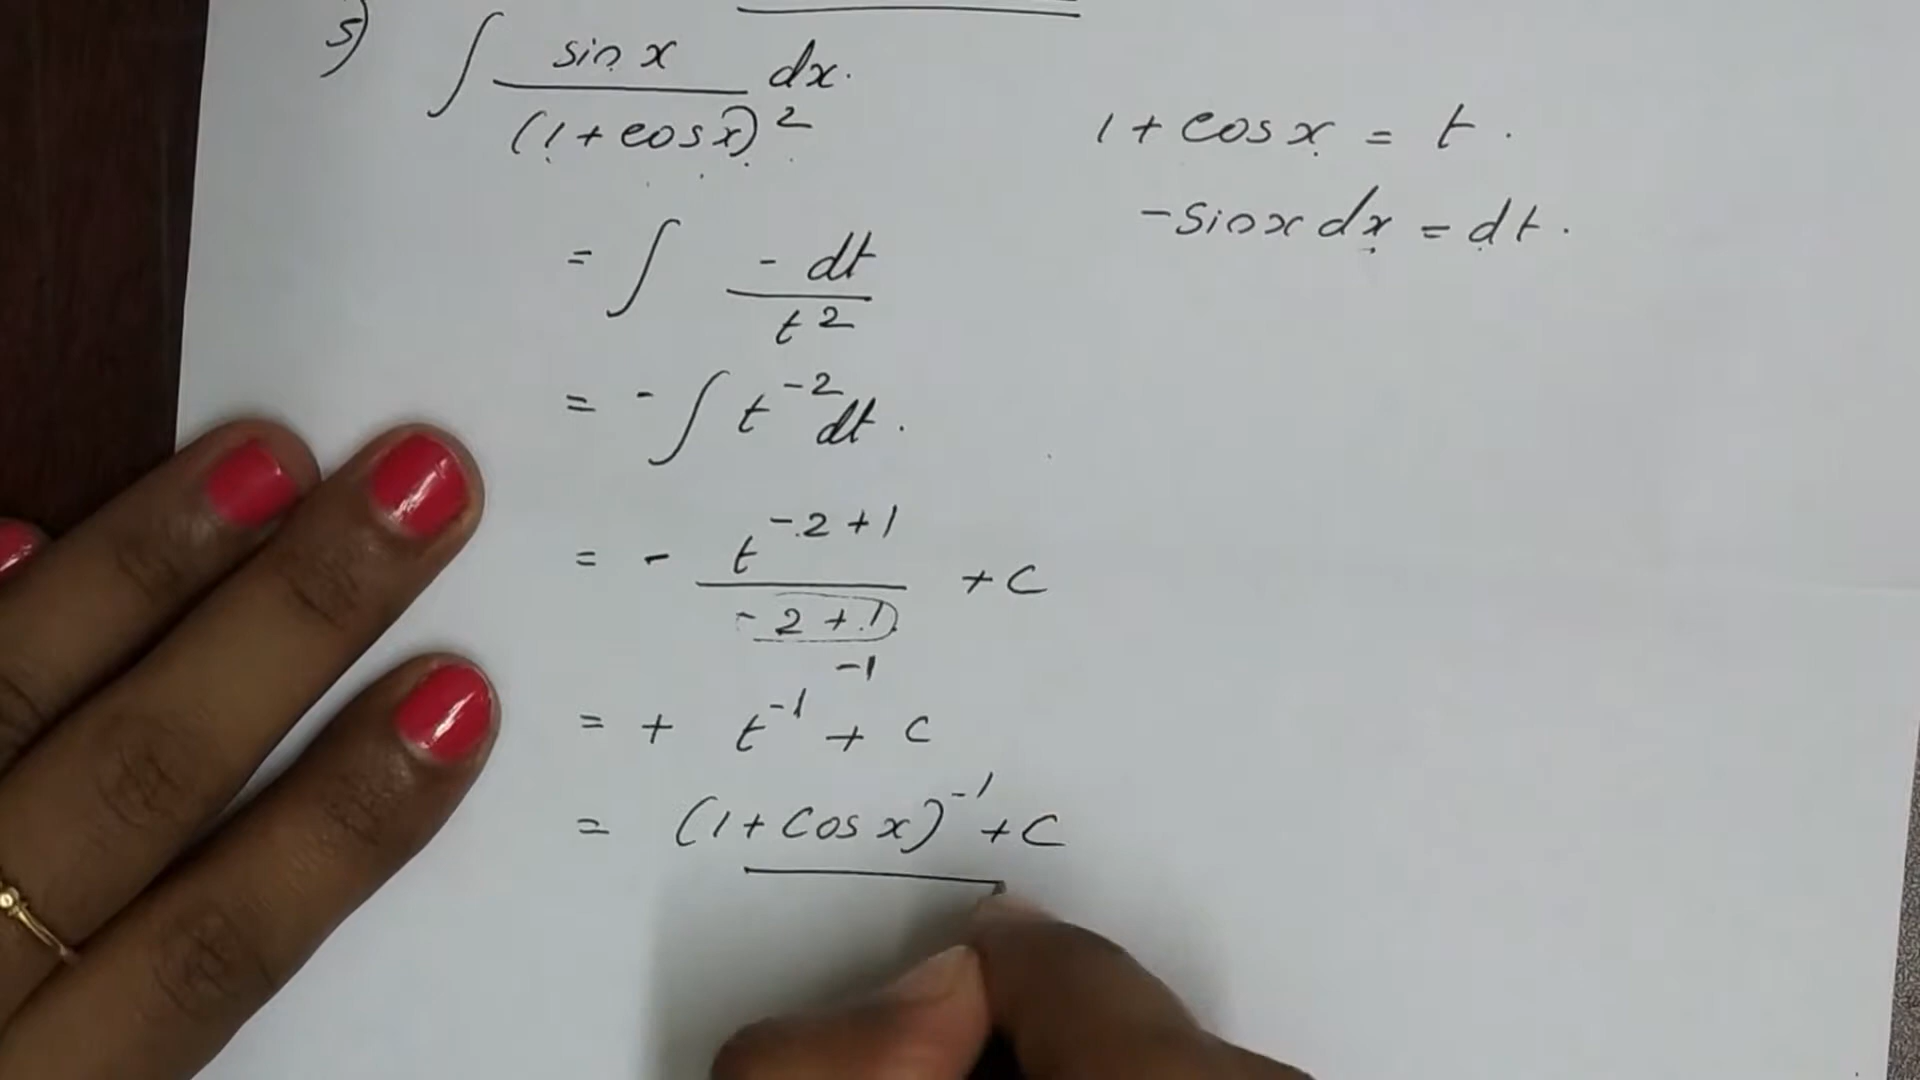 5) ∫ sin x / (1 + cos x)² dx.
1 + cos x = t.
- sin x dx = dt.
= ∫ - dt / t²
= - ∫ t⁻² dt.
= - t⁻²⁺¹ / -2+1 + C
-1
= + t⁻¹ + C
= (1 + Cos x)⁻¹ + C